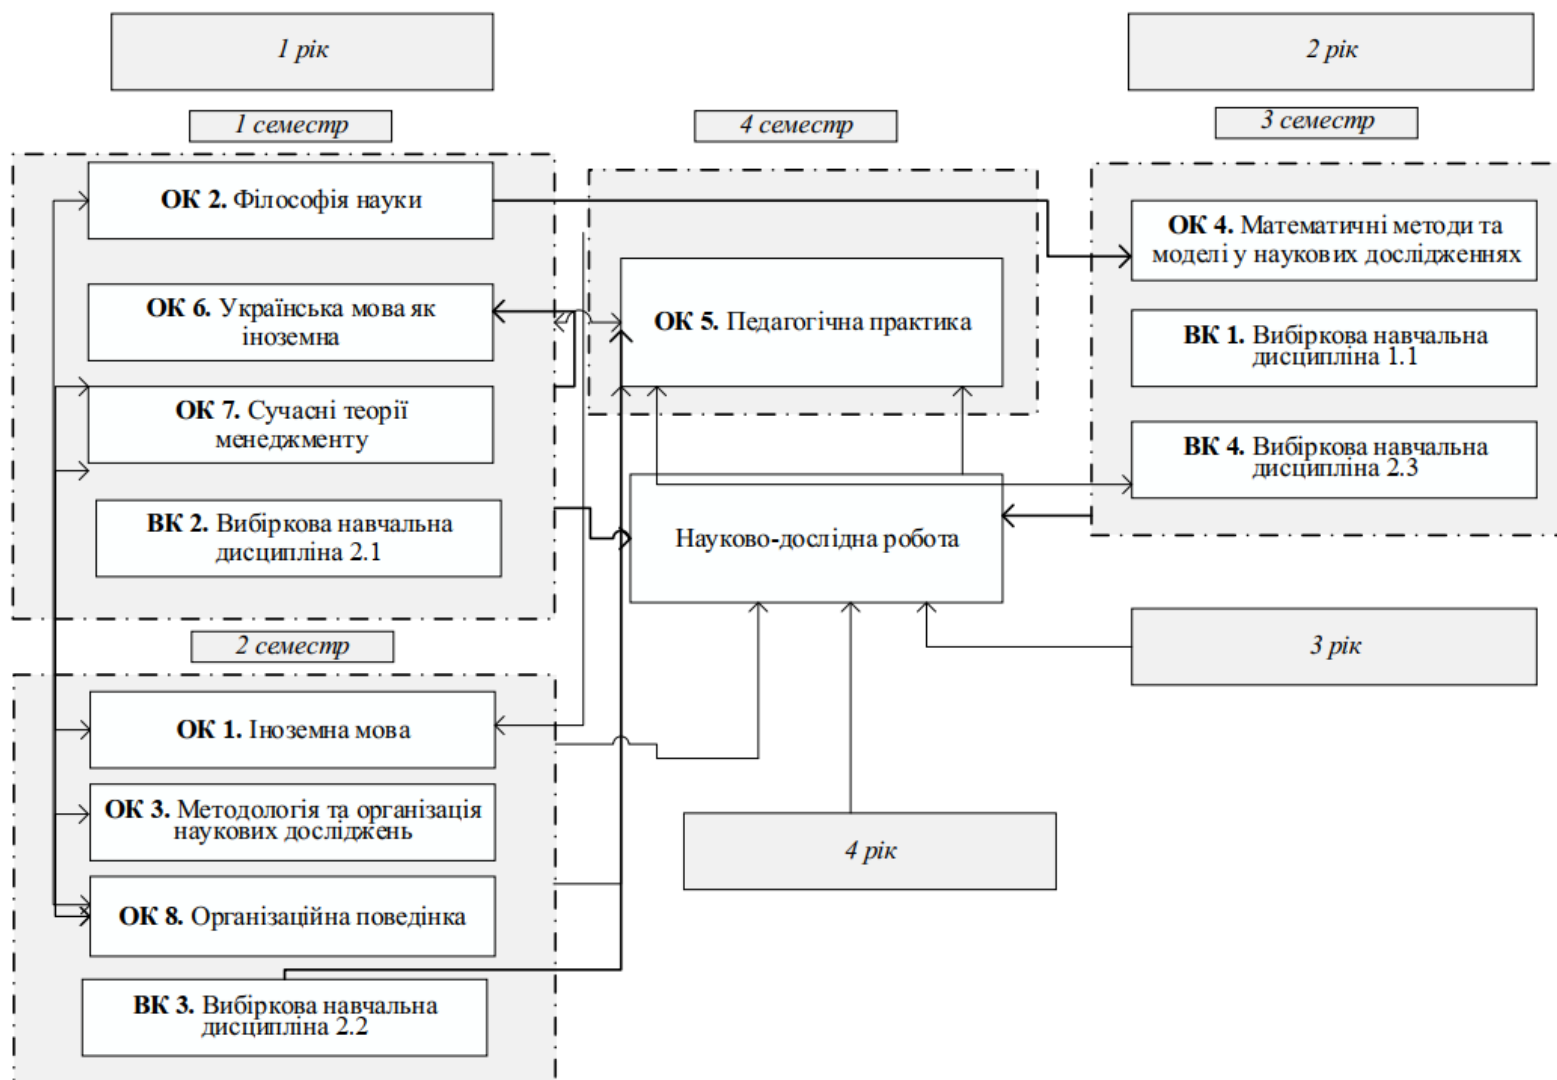 1 рік
2 рік
1 семестр
4 семестр
3 семестр
ОК 2. Філософія науки
ОК 6. Українська мова як
іноземна
ОК 7. Сучасні теорії
менеджменту
ВК 2. Вибіркова навчальна
дисципліна 2.1
ОК 5. Педагогічна практика
Науково-дослідна робота
ОК 4. Математичні методи та
моделі у наукових дослідженнях
ВК 1. Вибіркова навчальна
дисципліна 1.1
ВК 4. Вибіркова навчальна
дисципліна 2.3
2 семестр
ОК 1. Іноземна мова
ОК 3. Методологія та організація
наукових досліджень
ОК 8. Організаційна поведінка
ВК 3. Вибіркова навчальна
дисципліна 2.2
3 рік
4 рік